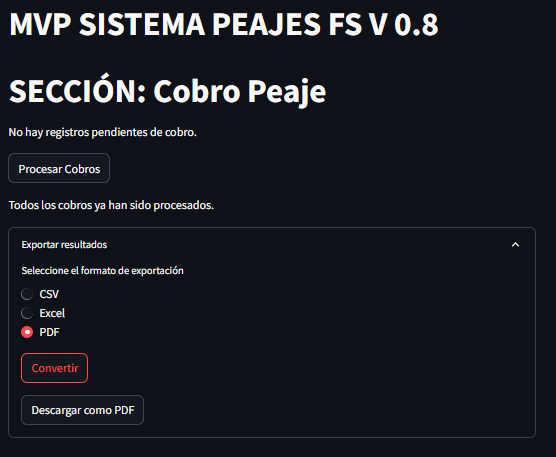 MVP SISTEMA PEAJES FS V 0.8
SECCIÓN: Cobro Peaje
No hay registros pendientes de cobro.
Procesar Cobros
Todos los cobros ya han sido procesados.
Exportar resultados
Seleccione el formato de exportación
CSV
Excel
PDF
Convertir
Descargar como PDF